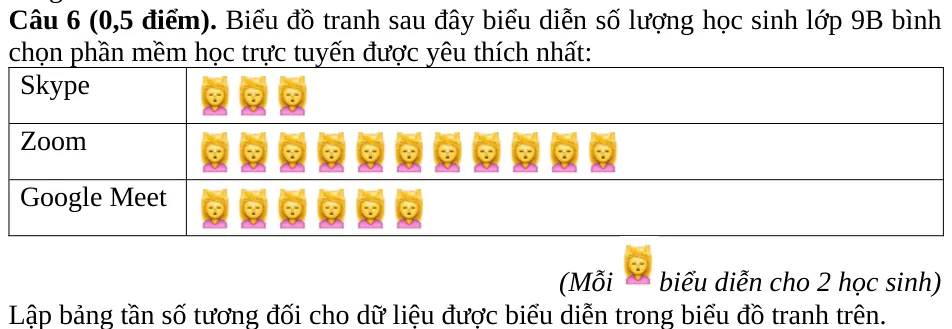 Câu 6 (0,5 điểm). Biểu đồ tranh sau đây biểu diễn số lượng học sinh lớp 9B bình
chọn phần mềm học trực tuyến được yêu thích nhất:
Skype
Zoom
Google Meet
(Mỗi biểu diễn cho 2 học sinh)
Lập bảng tần số tương đối cho dữ liệu được biểu diễn trong biểu đồ tranh trên.